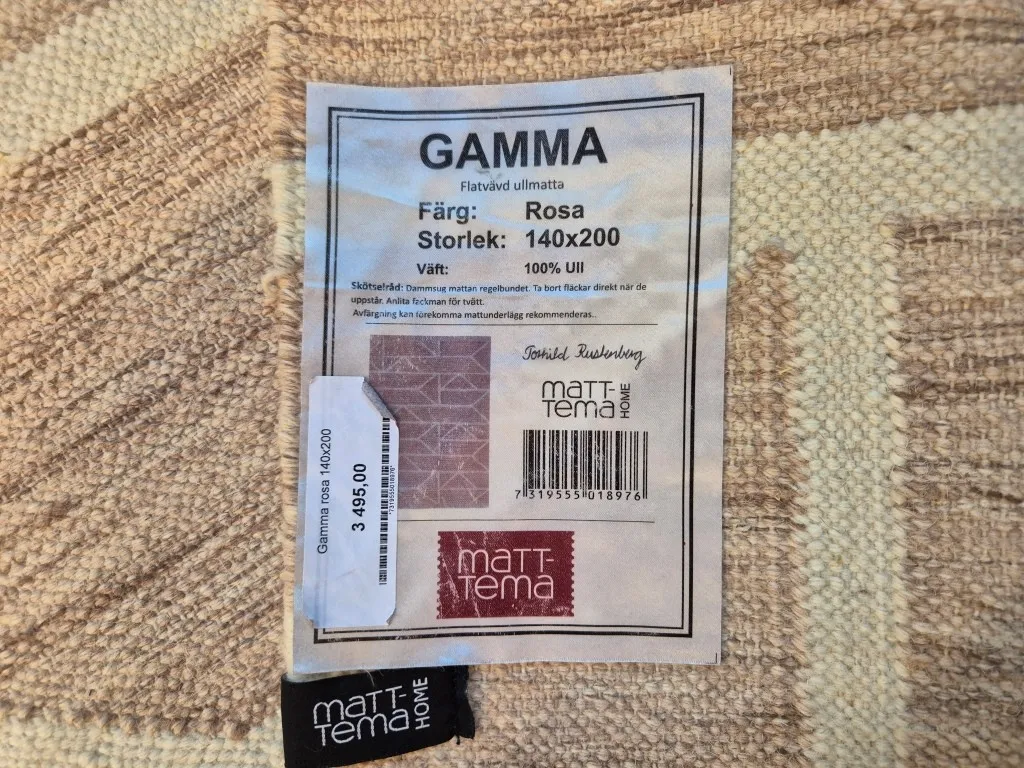 GAMMA
Flatvävd ullmatta
Färg: Rosa
Storlek: 140x200
Väft: 100% Ull
Skötselråd: Dammsug mattan regelbundet. Ta bort fläckar direkt när de
uppstår. Anlita fackman för tvätt.
Avfärgning kan förekomma mattunderlägg rekommenderas..
Torhild Rustenberg
MATT-
TEMA
HOME
7 319555 018976
Gamma rosa 140x200
3 495,00
*7319555018976*
MATT-
TEMA
MATT-
TEMA
HOME